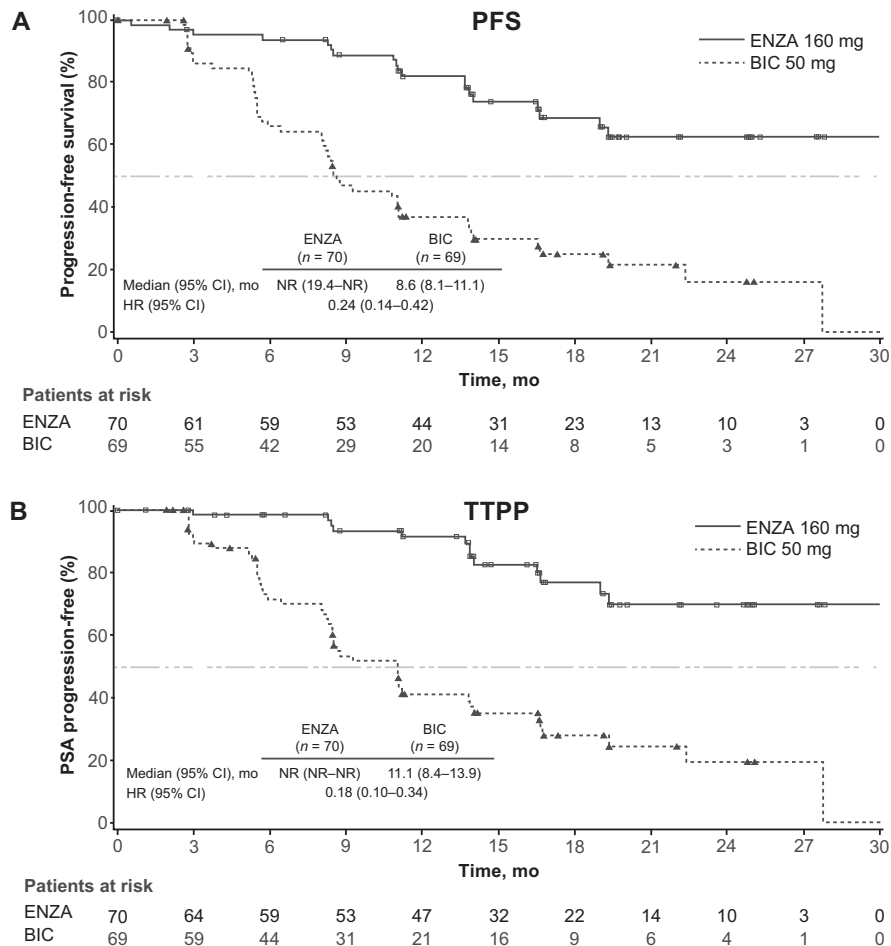 A
PFS
ENZA 160 mg
BIC 50 mg
Progression-free survival (%)
100
80
60
40
20
0
ENZA BIC
(n = 70) (n = 69)
Median (95% CI), mo NR (19.4–NR) 8.6 (8.1–11.1)
HR (95% CI) 0.24 (0.14–0.42)
0 3 6 9 12 15 18 21 24 27 30
Time, mo
Patients at risk
ENZA 70 61 59 53 44 31 23 13 10 3 0
BIC 69 55 42 29 20 14 8 5 3 1 0
B
TTPP
ENZA 160 mg
BIC 50 mg
PSA progression-free (%)
100
80
60
40
20
0
ENZA BIC
(n = 70) (n = 69)
Median (95% CI), mo NR (NR–NR) 11.1 (8.4–13.9)
HR (95% CI) 0.18 (0.10–0.34)
0 3 6 9 12 15 18 21 24 27 30
Time, mo
Patients at risk
ENZA 70 64 59 53 47 32 22 14 10 3 0
BIC 69 59 44 31 21 16 9 6 4 1 0